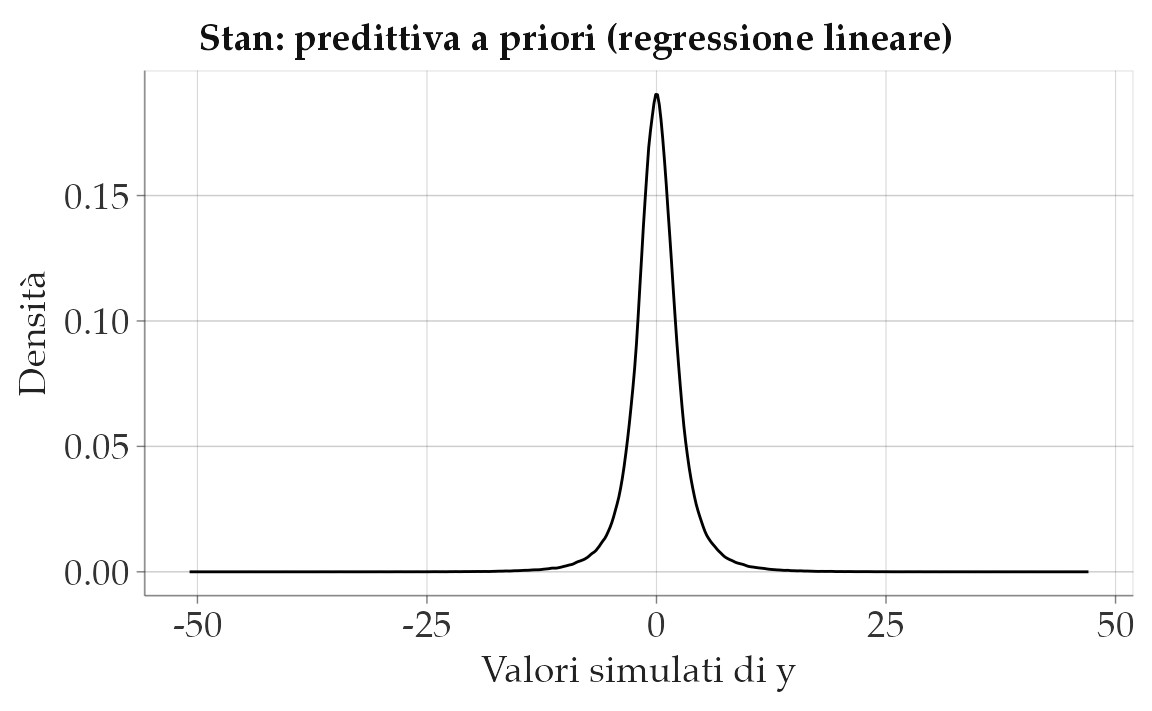 Stan: predittiva a priori (regressione lineare)
Densità
0.15
0.10
0.05
0.00
-50 -25 0 25 50
Valori simulati di y